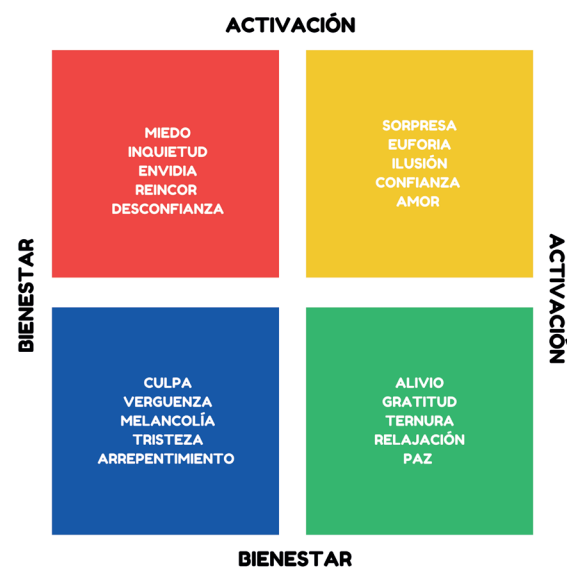 ACTIVACIÓN
MIEDO
INQUIETUD
ENVIDIA
REINCOR
DESCONFIANZA
SORPRESA
EUFORIA
ILUSIÓN
CONFIANZA
AMOR
BIENESTAR
ACTIVACIÓN
CULPA
VERGUENZA
MELANCOLÍA
TRISTEZA
ARREPENTIMIENTO
ALIVIO
GRATITUD
TERNURA
RELAJACIÓN
PAZ
BIENESTAR